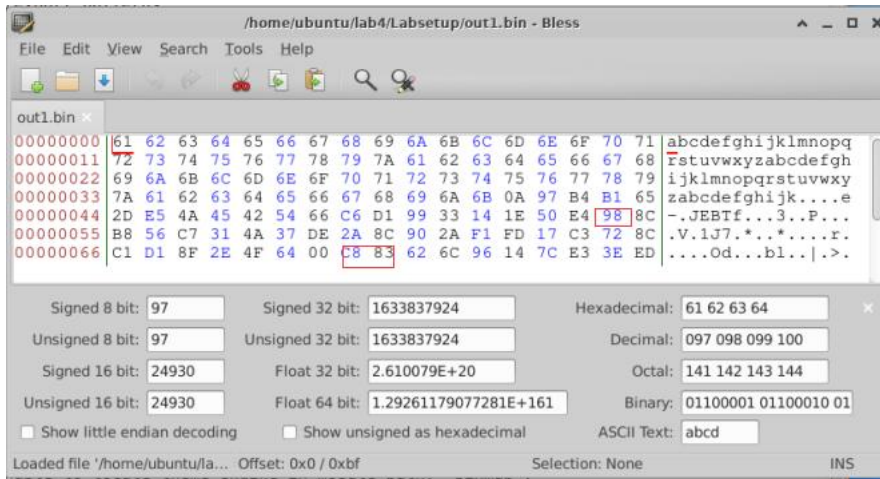 /home/ubuntu/lab4/Labsetup/out1.bin - Bless
File Edit View Search Tools Help
out1.bin
00000000 61 62 63 64 65 66 67 68 69 6A 6B 6C 6D 6E 6F 70 71 abcdefghijklmnopq
00000011 72 73 74 75 76 77 78 79 7A 61 62 63 64 65 66 67 68 rstuvwxyzabcdefgh
00000022 69 6A 6B 6C 6D 6E 6F 70 71 72 73 74 75 76 77 78 79 ijklmnopqrstuvwxy
00000033 7A 61 62 63 64 65 66 67 68 69 6A 6B 0A 97 B4 B1 65 zabcdefghijk....e
00000044 2D E5 4A 45 42 54 66 C6 D1 99 33 14 1E 50 E4 98 8C -.JEBTf...3..P...
00000055 B8 56 C7 31 4A 37 DE 2A 8C 90 2A F1 FD 17 C3 72 8C .V.1J7.*..*....r.
00000066 C1 D1 8F 2E 4F 64 00 C8 83 62 6C 96 14 7C E3 3E ED ....Od...bl..|.>.
Signed 8 bit: 97 Signed 32 bit: 1633837924 Hexadecimal: 61 62 63 64
Unsigned 8 bit: 97 Unsigned 32 bit: 1633837924 Decimal: 097 098 099 100
Signed 16 bit: 24930 Float 32 bit: 2.610079E+20 Octal: 141 142 143 144
Unsigned 16 bit: 24930 Float 64 bit: 1.29261179077281E+161 Binary: 01100001 01100010 01
Show little endian decoding Show unsigned as hexadecimal ASCII Text: abcd
Loaded file '/home/ubuntu/la... Offset: 0x0 / 0xbf Selection: None INS